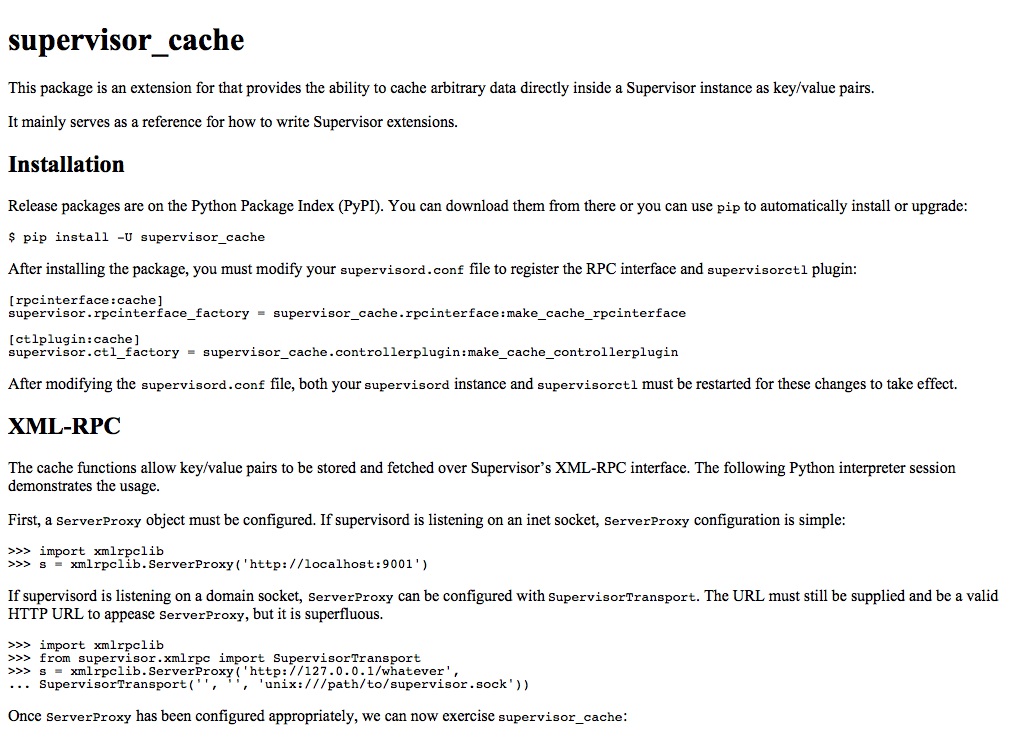 supervisor_cache
This package is an extension for that provides the ability to cache arbitrary data directly inside a Supervisor instance as key/value pairs.
It mainly serves as a reference for how to write Supervisor extensions.
Installation
Release packages are on the Python Package Index (PyPI). You can download them from there or you can use pip to automatically install or upgrade:
$ pip install -U supervisor_cache
After installing the package, you must modify your supervisord.conf file to register the RPC interface and supervisorctl plugin:
[rpcinterface:cache]
supervisor.rpcinterface_factory = supervisor_cache.rpcinterface:make_cache_rpcinterface
[ctlplugin:cache]
supervisor.ctl_factory = supervisor_cache.controllerplugin:make_cache_controllerplugin
After modifying the supervisord.conf file, both your supervisord instance and supervisorctl must be restarted for these changes to take effect.
XML-RPC
The cache functions allow key/value pairs to be stored and fetched over Supervisor’s XML-RPC interface. The following Python interpreter session
demonstrates the usage.
First, a ServerProxy object must be configured. If supervisord is listening on an inet socket, ServerProxy configuration is simple:
>>> import xmlrpclib
>>> s = xmlrpclib.ServerProxy('http://localhost:9001')
If supervisord is listening on a domain socket, ServerProxy can be configured with SupervisorTransport. The URL must still be supplied and be a valid
HTTP URL to appease ServerProxy, but it is superfluous.
>>> import xmlrpclib
>>> from supervisor.xmlrpc import SupervisorTransport
>>> s = xmlrpclib.ServerProxy('http://127.0.0.1/whatever',
... SupervisorTransport('', '', 'unix:///path/to/supervisor.sock'))
Once ServerProxy has been configured appropriately, we can now exercise supervisor_cache: